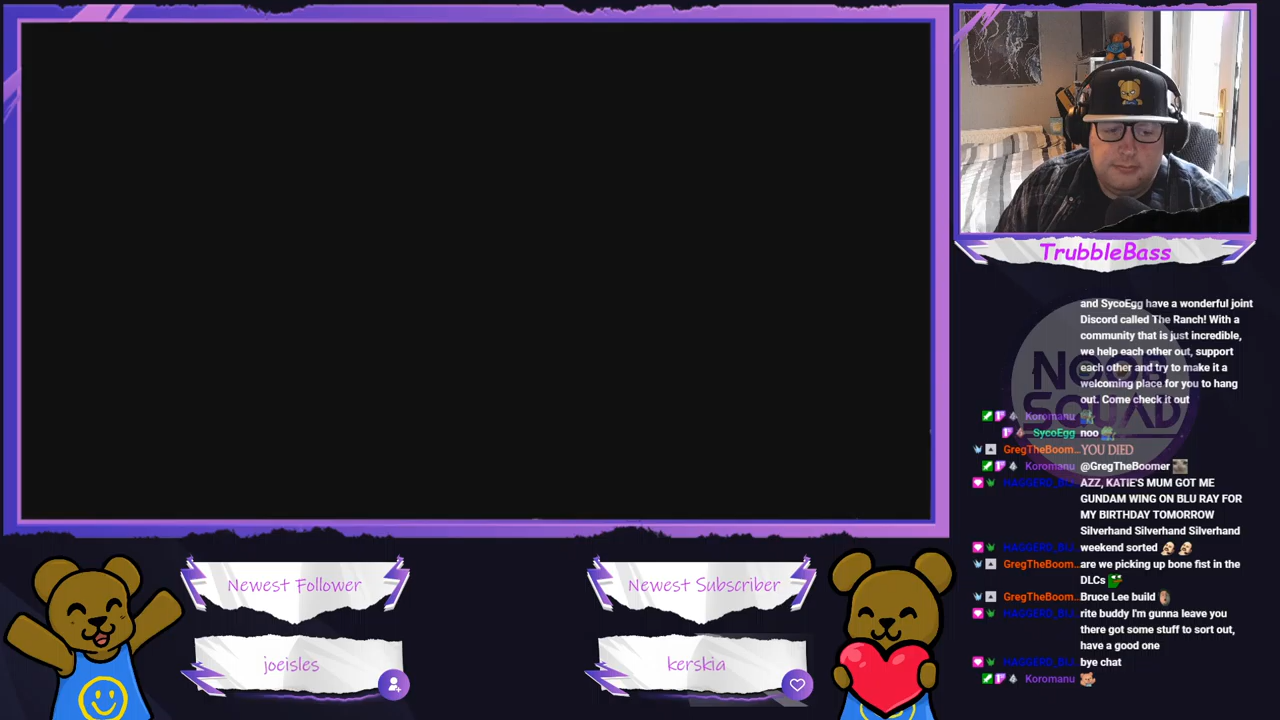 TrubbleBass
and SycoEgg have a wonderful joint
Discord called The Ranch! With a
community that is just incredible,
we help each other out, support
each other and try to make it a
welcoming place for you to hang
out. Come check it out
NOOB
SQUAD
Koromanu
SycoEgg noo
GregTheBoom... YOU DIED
Koromanu @GregTheBoomer
AZZ, KATIE'S MUM GOT ME
GUNDAM WING ON BLU RAY FOR
MY BIRTHDAY TOMORROW
Silverhand Silverhand Silverhand
weekend sorted
GregTheBoom... are we picking up bone fist in the
DLCs
GregTheBoom... Bruce Lee build
rite buddy I'm gunna leave you
there got some stuff to sort out,
have a good one
bye chat
Koromanu
Newest Follower
joeisles
Newest Subscriber
kerskia